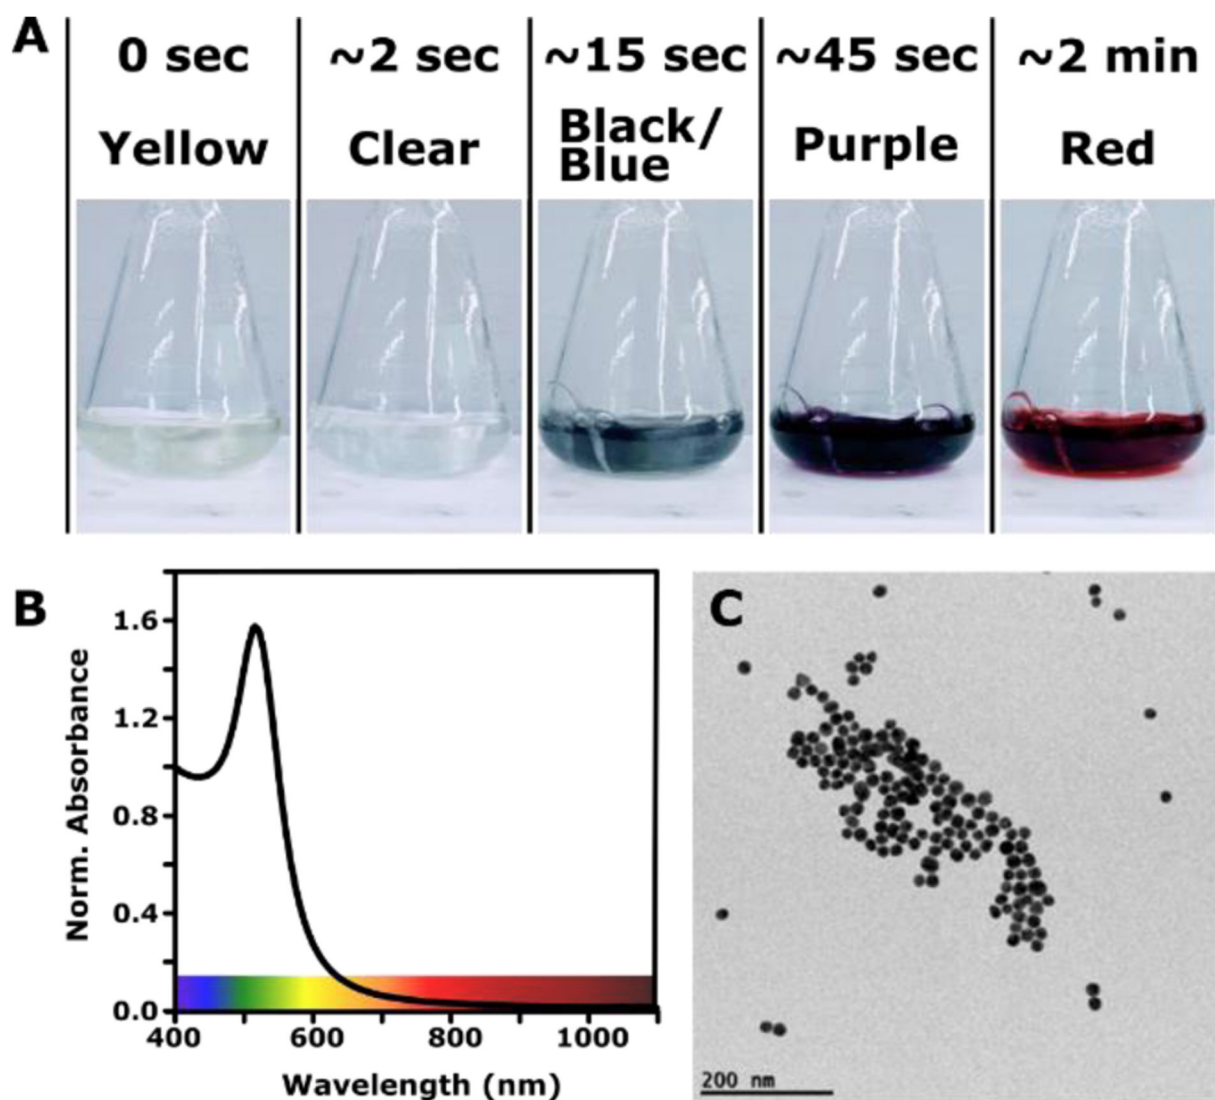 A
0 sec
~2 sec
~15 sec
~45 sec
~2 min
Yellow
Clear
Black/
Blue
Purple
Red
B
Norm. Absorbance
1.6
1.2
0.8
0.4
0.0
400
600
800
1000
Wavelength (nm)
C
200 nm